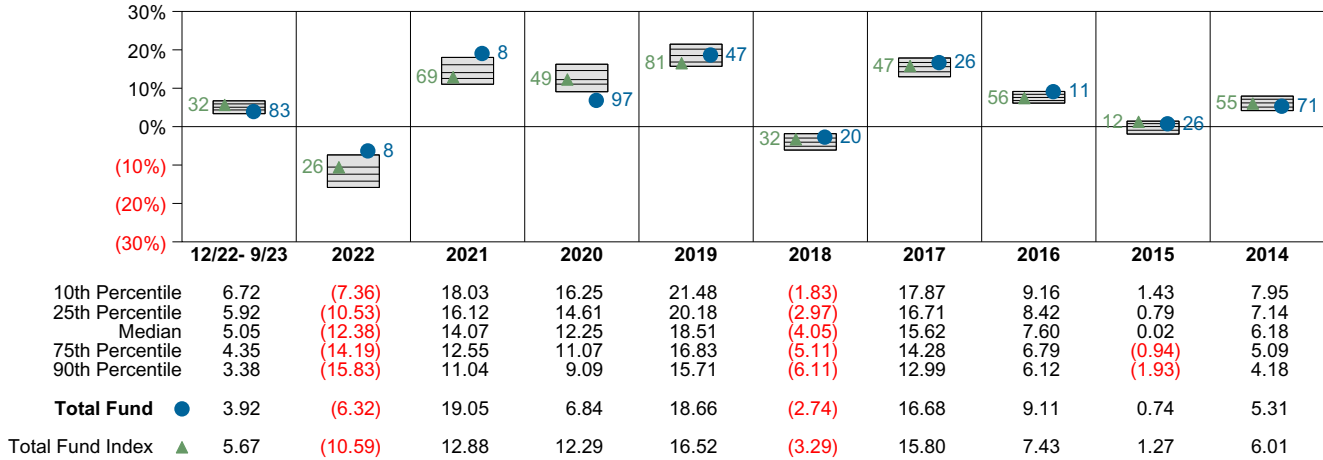 30%
20%
10%
0%
(10%)
(20%)
(30%)
32 83
26 8
69 8
49 97
81 47
32 20
47 26
56 11
12 26
55 71
12/22- 9/23 2022 2021 2020 2019 2018 2017 2016 2015 2014
10th Percentile 6.72 (7.36) 18.03 16.25 21.48 (1.83) 17.87 9.16 1.43 7.95
25th Percentile 5.92 (10.53) 16.12 14.61 20.18 (2.97) 16.71 8.42 0.79 7.14
Median 5.05 (12.38) 14.07 12.25 18.51 (4.05) 15.62 7.60 0.02 6.18
75th Percentile 4.35 (14.19) 12.55 11.07 16.83 (5.11) 14.28 6.79 (0.94) 5.09
90th Percentile 3.38 (15.83) 11.04 9.09 15.71 (6.11) 12.99 6.12 (1.93) 4.18
Total Fund 3.92 (6.32) 19.05 6.84 18.66 (2.74) 16.68 9.11 0.74 5.31
Total Fund Index 5.67 (10.59) 12.88 12.29 16.52 (3.29) 15.80 7.43 1.27 6.01